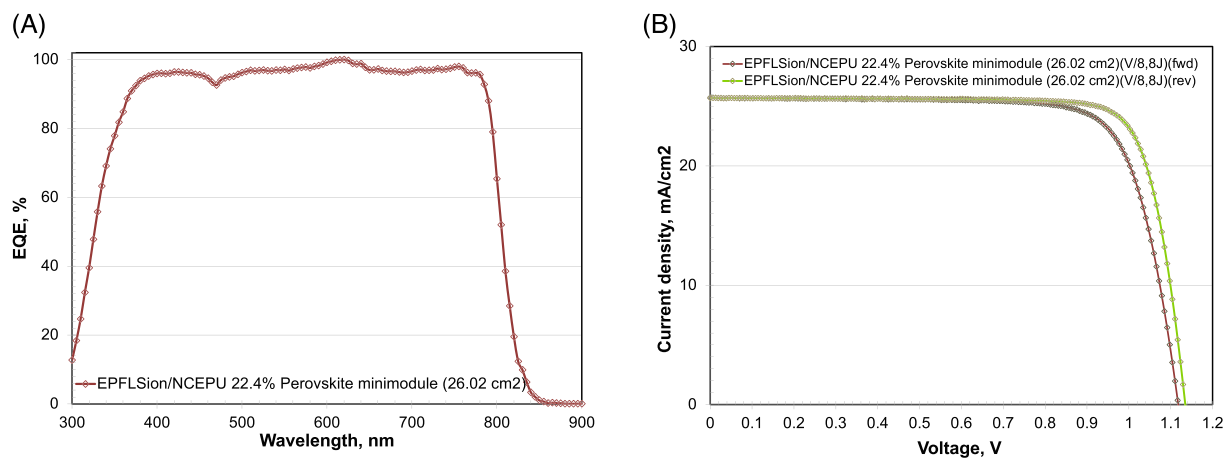 (A)
100
80
60
40
20
0
EQE, %
EPFLSion/NCEPU 22.4% Perovskite minimodule (26.02 cm2)
300 400 500 600 700 800 900
Wavelength, nm
(B)
30
20
10
0
Current density, mA/cm2
EPFLSion/NCEPU 22.4% Perovskite minimodule (26.02 cm2)(V/8,8J)(fwd)
EPFLSion/NCEPU 22.4% Perovskite minimodule (26.02 cm2)(V/8,8J)(rev)
0 0.1 0.2 0.3 0.4 0.5 0.6 0.7 0.8 0.9 1 1.1 1.2
Voltage, V